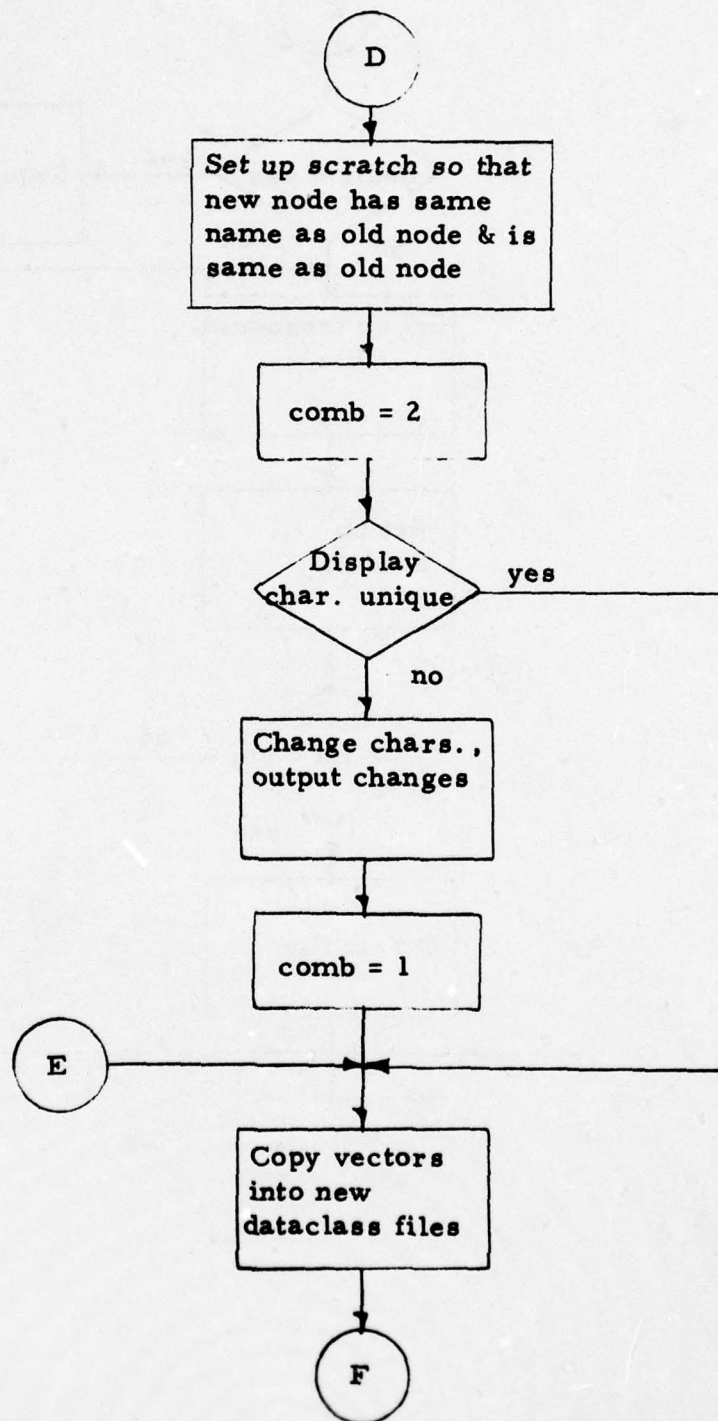 D
Set up scratch so that
new node has same
name as old node & is
same as old node
comb = 2
Display
char. unique
yes
no
Change chars.,
output changes
comb = 1
E
Copy vectors
into new
dataclass files
F